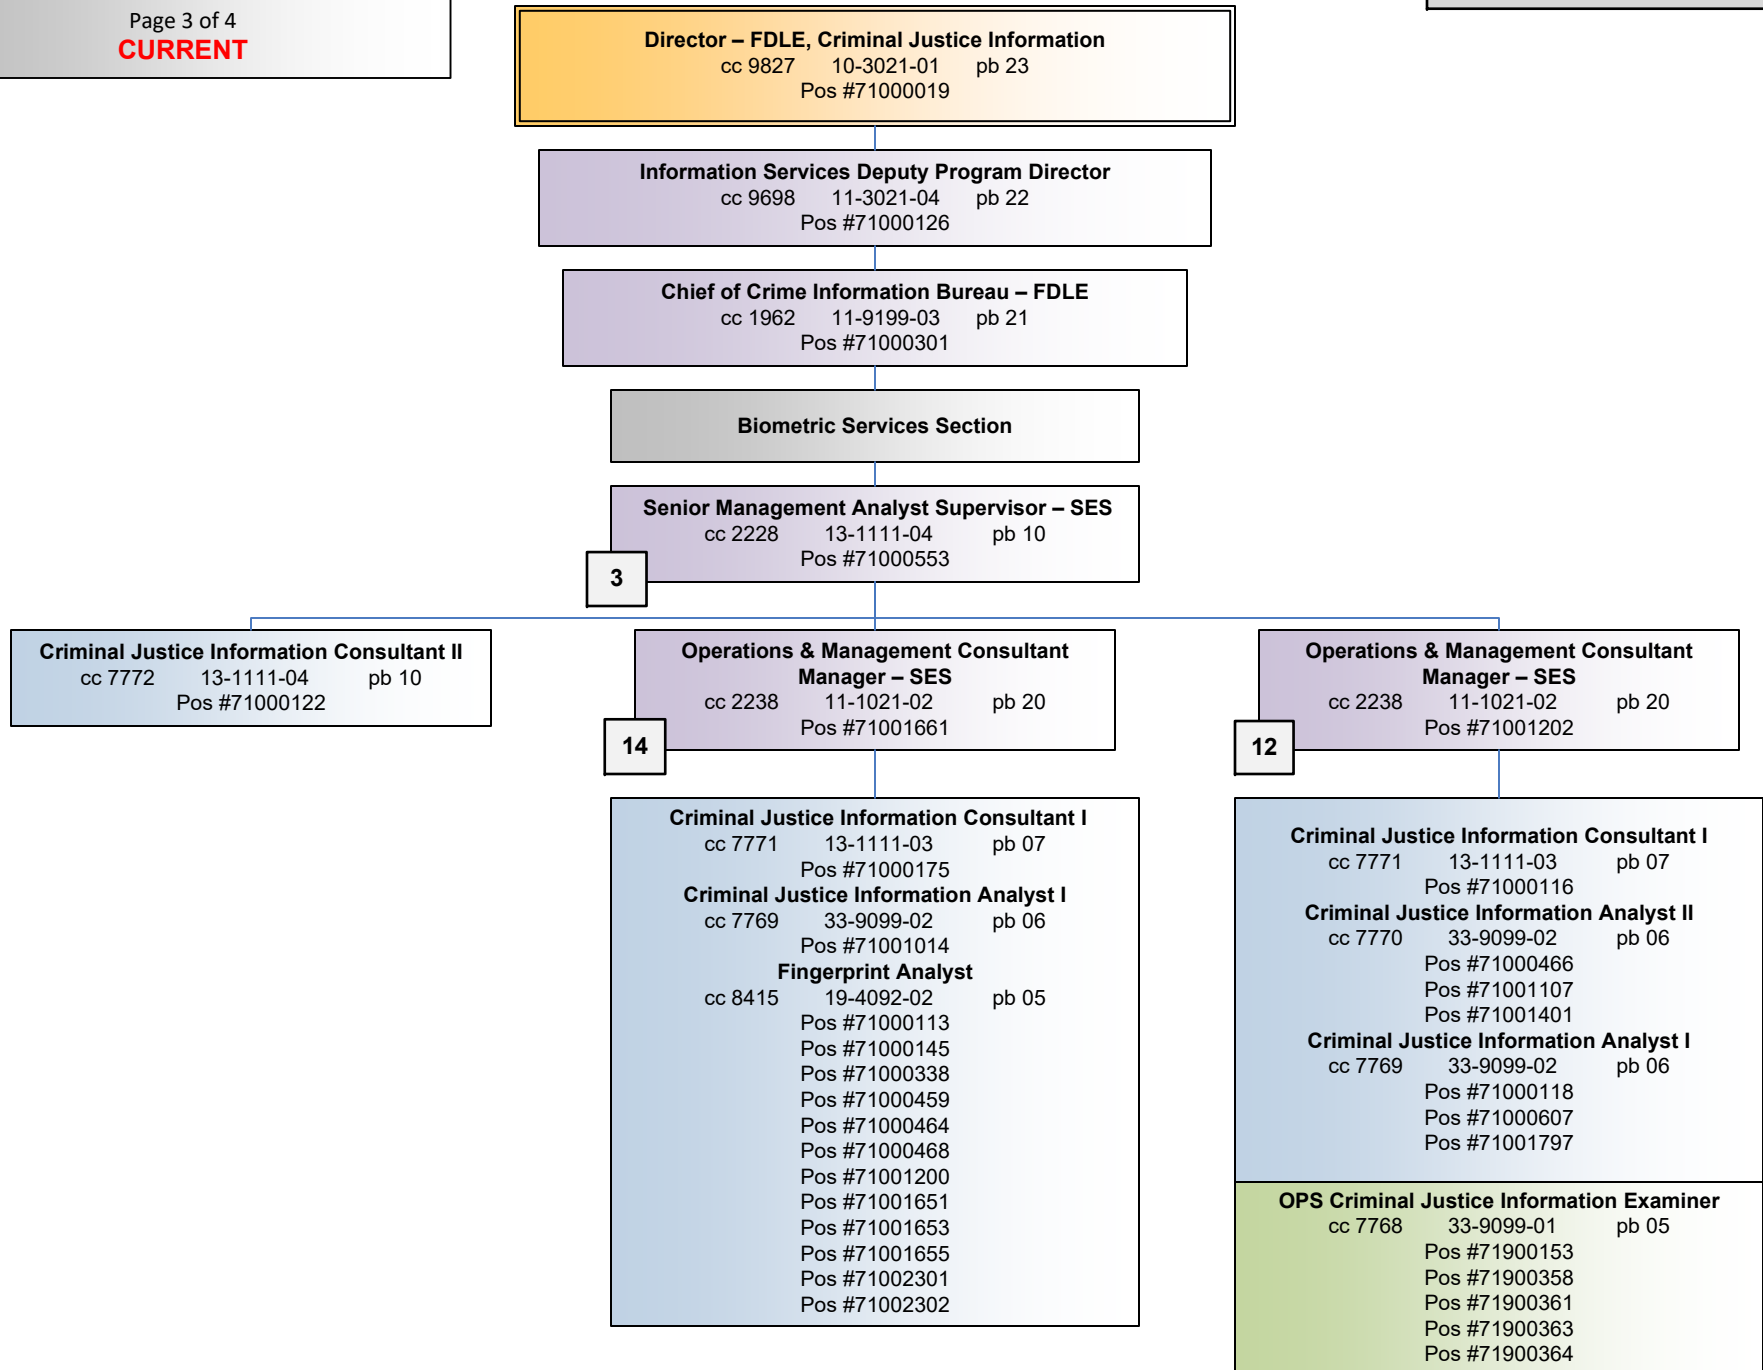 Page 3 of 4
CURRENT
Director – FDLE, Criminal Justice Information
cc 9827 10-3021-01 pb 23
Pos #71000019
Information Services Deputy Program Director
cc 9698 11-3021-04 pb 22
Pos #71000126
Chief of Crime Information Bureau – FDLE
cc 1962 11-9199-03 pb 21
Pos #71000301
Biometric Services Section
Senior Management Analyst Supervisor – SES
cc 2228 13-1111-04 pb 10
Pos #71000553
3
Criminal Justice Information Consultant II
cc 7772 13-1111-04 pb 10
Pos #71000122
Operations & Management Consultant
Manager – SES
cc 2238 11-1021-02 pb 20
Pos #71001661
14
Operations & Management Consultant
Manager – SES
cc 2238 11-1021-02 pb 20
Pos #71001202
12
Criminal Justice Information Consultant I
cc 7771 13-1111-03 pb 07
Pos #71000175
Criminal Justice Information Analyst I
cc 7769 33-9099-02 pb 06
Pos #71001014
Fingerprint Analyst
cc 8415 19-4092-02 pb 05
Pos #71000113
Pos #71000145
Pos #71000338
Pos #71000459
Pos #71000464
Pos #71000468
Pos #71001200
Pos #71001651
Pos #71001653
Pos #71001655
Pos #71002301
Pos #71002302
Criminal Justice Information Consultant I
cc 7771 13-1111-03 pb 07
Pos #71000116
Criminal Justice Information Analyst II
cc 7770 33-9099-02 pb 06
Pos #71000466
Pos #71001107
Pos #71001401
Criminal Justice Information Analyst I
cc 7769 33-9099-02 pb 06
Pos #71000118
Pos #71000607
Pos #71001797
OPS Criminal Justice Information Examiner
cc 7768 33-9099-01 pb 05
Pos #71900153
Pos #71900358
Pos #71900361
Pos #71900363
Pos #71900364